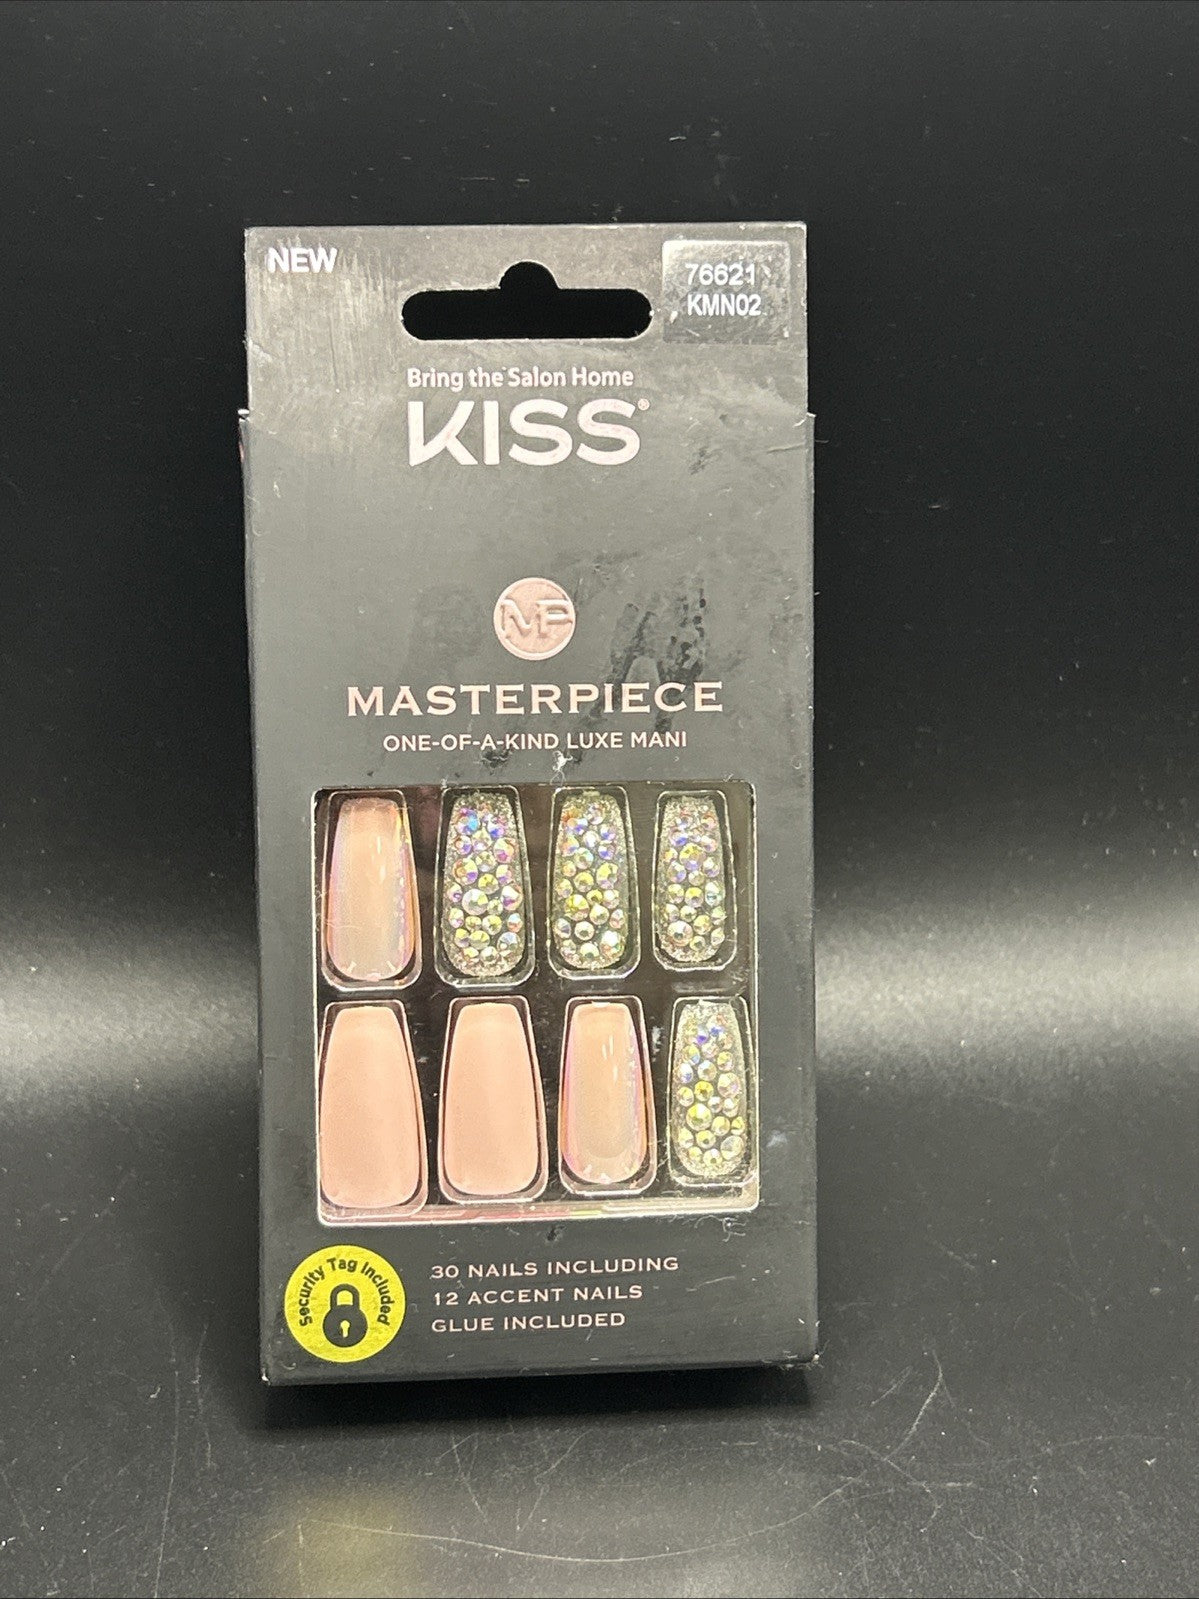 NEW
76621
KMN02
Bring the Salon Home
KISS®
MP
MASTERPIECE
ONE-OF-A-KIND LUXE MANI
Security Tag Included
30 NAILS INCLUDING
12 ACCENT NAILS
GLUE INCLUDED